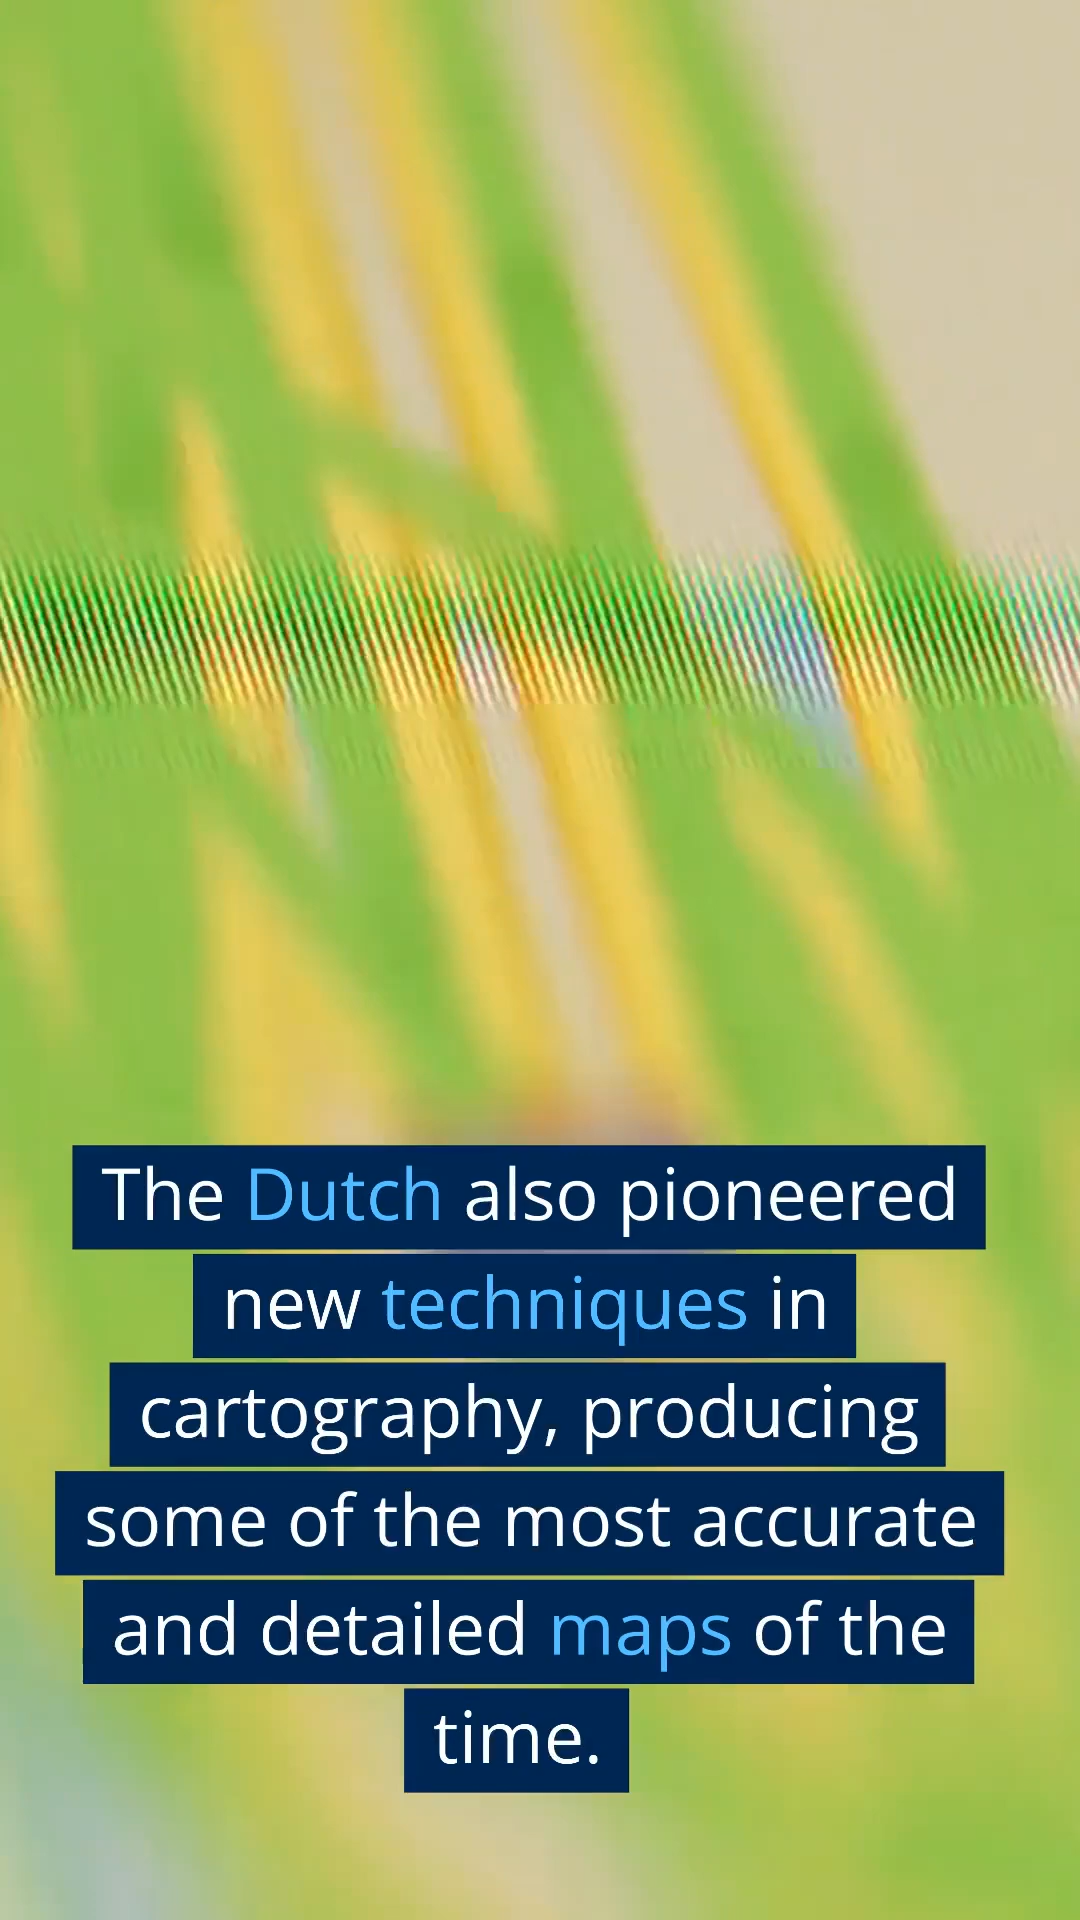 The Dutch also pioneered
new techniques in
cartography, producing
some of the most accurate
and detailed maps of the
time.